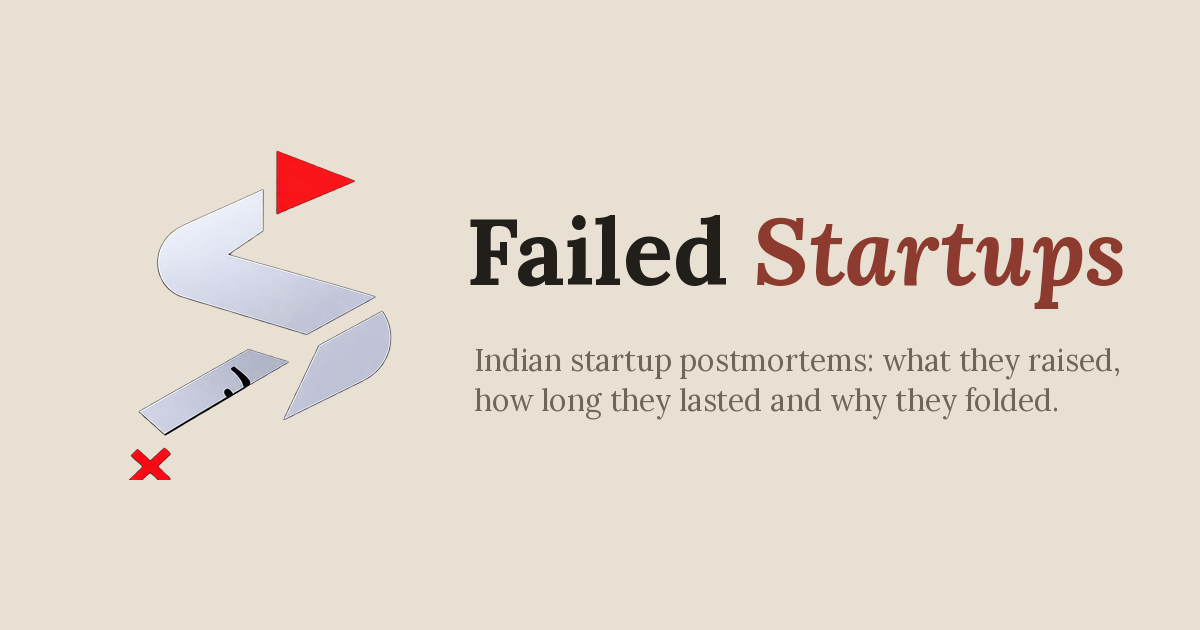 Failed Startups
Indian startup postmortems: what they raised,
how long they lasted and why they folded.